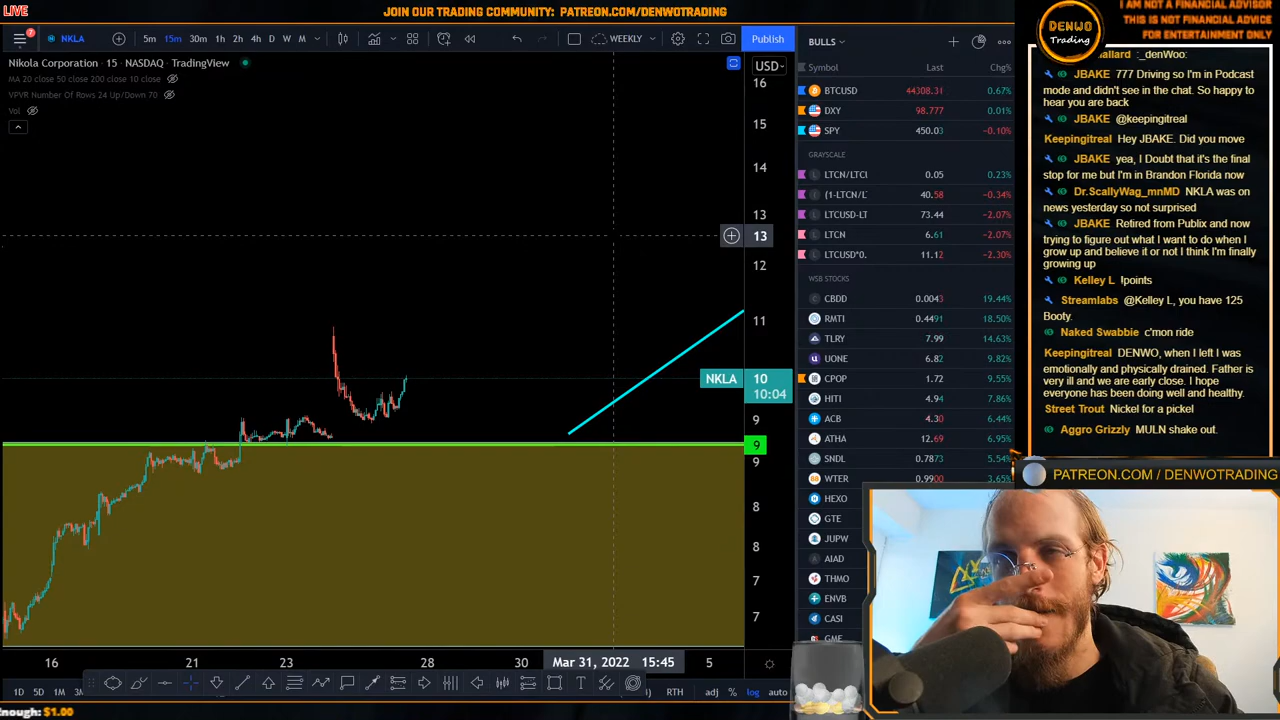 LIVE
JOIN OUR TRADING COMMUNITY: PATREON.COM/DENWOTRADING
I AM NOT A FINANCIAL ADVISOR
THIS IS NOT FINANCIAL ADVICE
FOR ENTERTAINMENT ONLY
DENWO
Trading
7
NKLA
5m 15m 30m 1h 2h 4h D W M
WEEKLY
Publish
Nikola Corporation · 15 · NASDAQ · TradingView
MA 20 close 50 close 200 close 10 close
VPVR Number Of Rows 24 Up/Down 70
Vol
USD
16
15
14
13
13
12
11
NKLA 10
10:04
9
9
9
8
8
7
7
16 21 23 28 30 Mar 31, 2022 15:45 5
1D 5D 1M 3M
RTH adj % log auto
BULLS
Symbol Last Chg%
BTCUSD 44308.31 0.67%
DXY 98.777 0.01%
SPY 450.03 -0.10%
GRAYSCALE
LTCN/LTCI 0.05 0.23%
(1-LTCN/L 40.58 -0.34%
LTCUSD-LT 73.44 -2.07%
LTCN 6.61 -2.07%
LTCUSD*0. 11.12 -2.30%
WSB STOCKS
CBDD 0.0043 19.44%
RMTI 0.4491 18.50%
TLRY 7.99 14.63%
UONE 6.82 9.82%
CPOP 1.72 9.55%
HITI 4.94 7.86%
ACB 4.30 6.44%
ATHA 12.69 6.95%
SNDL 0.7873 5.54%
WTER 0.9900 3.65%
HEXO
GTE
JUPW
AIAD
THMO
ENVB
CASI
GME
_denWoo:
JBAKE 777 Driving so I'm in Podcast
mode and didn't see in the chat. So happy to
hear you are back
JBAKE @keepingitreal
Keepingitreal Hey JBAKE. Did you move
JBAKE yea, I Doubt that it's the final
stop for me but I'm in Brandon Florida now
Dr.ScallyWag_mnMD NKLA was on
news yesterday so not surprised
JBAKE Retired from Publix and now
trying to figure out what I want to do when I
grow up and believe it or not I think I'm finally
growing up
Kelley L !points
Streamlabs @Kelley L, you have 125
Booty.
Naked Swabbie c'mon ride
Keepingitreal DENWO, when I left I was
emotionally and physically drained. Father is
very ill and we are early close. I hope
everyone has been doing well and healthy.
Street Trout Nickel for a pickel
Aggro Grizzly MULN shake out.
PATREON.COM / DENWOTRADING
Enough: $1.00